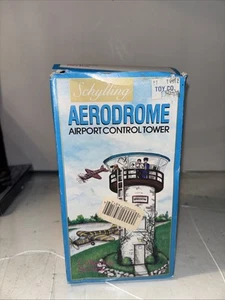 Schylling
TOY CO.
AERODROME
AIRPORT CONTROL TOWER